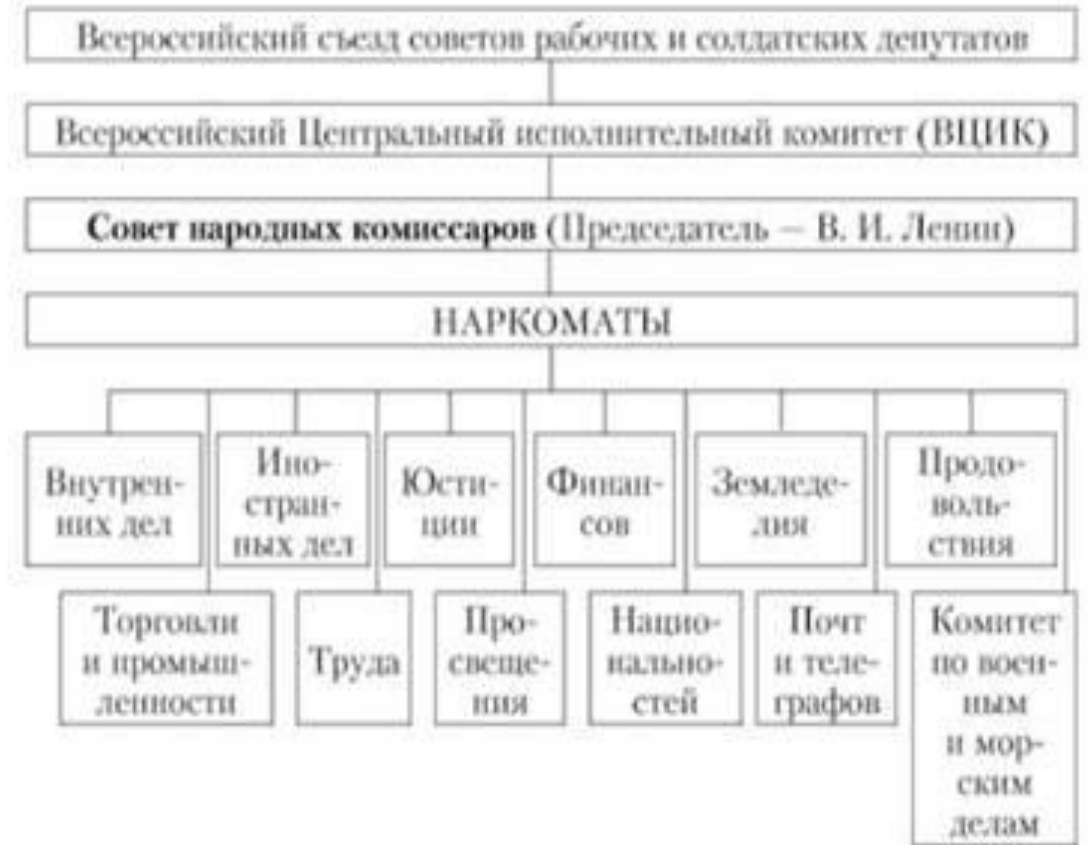 Всероссийский съезд советов рабочих и солдатских депутатов
Всероссийский Центральный исполнительный комитет (ВЦИК)
Совет народных комиссаров (Председатель — В. И. Ленин)
НАРКОМАТЫ
Внутрен-
них дел
Ино-
стран-
ных дел
Юсти-
ции
Финан-
сов
Земледе-
лия
Продо-
воль-
ствия
Торговли
и промыш-
ленности
Труда
Про-
свеще-
ния
Нацио-
нально-
стей
Почт
и теле-
графов
Комитет
по воен-
ным
и мор-
ским
делам